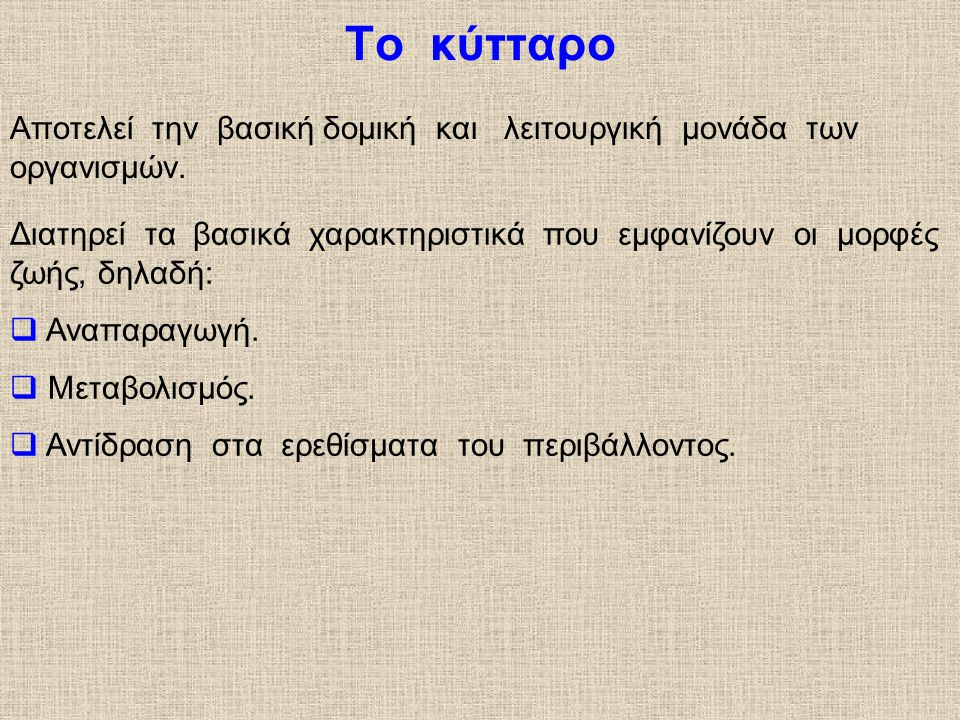 Το κύτταρο
Αποτελεί την βασική δομική και λειτουργική μονάδα των
οργανισμών.
Διατηρεί τα βασικά χαρακτηριστικά που εμφανίζουν οι μορφές
ζωής, δηλαδή:
❑ Αναπαραγωγή.
❑ Μεταβολισμός.
❑ Αντίδραση στα ερεθίσματα του περιβάλλοντος.